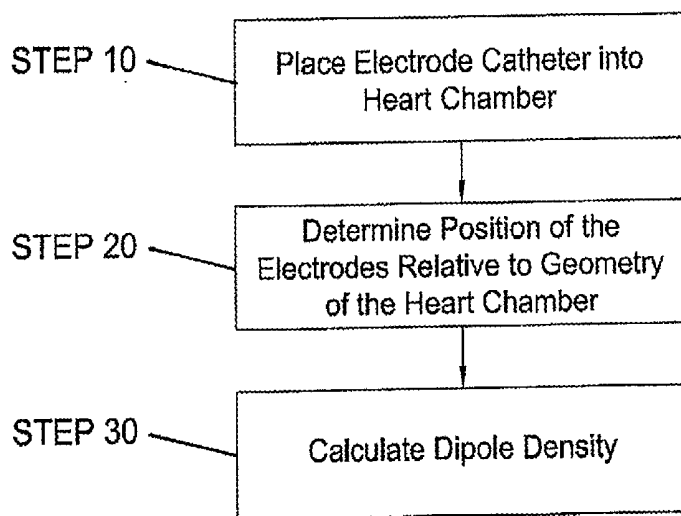 STEP 10
Place Electrode Catheter into
Heart Chamber
STEP 20
Determine Position of the
Electrodes Relative to Geometry
of the Heart Chamber
STEP 30
Calculate Dipole Density